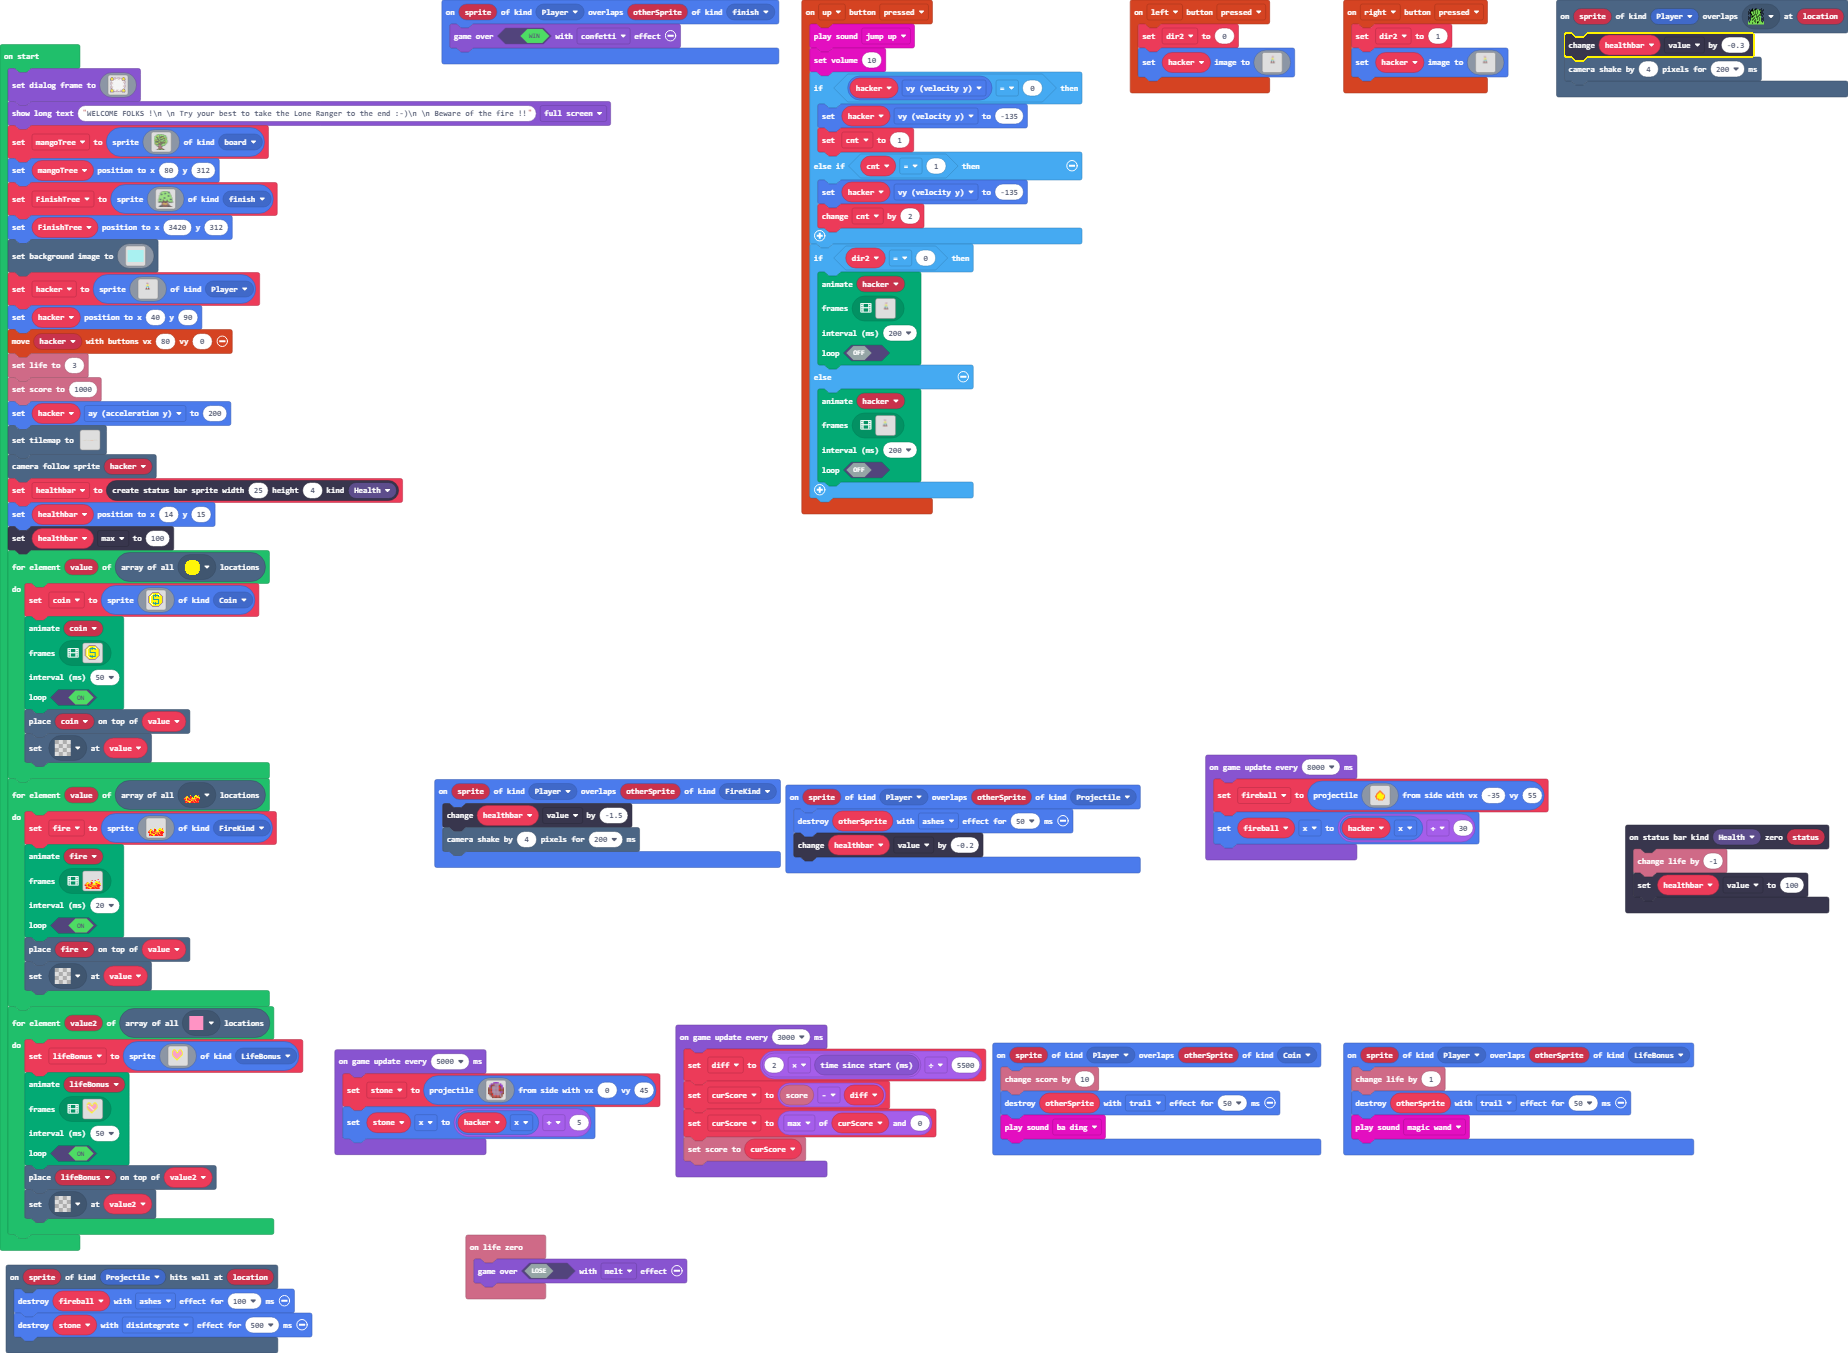 on start
set dialog frame to
show long text "WELCOME FOLKS !\n \n Try your best to take the Lone Ranger to the end :-)\n \n Beware of the fire !!" full screen
set mangoTree to sprite of kind board
set mangoTree position to x 80 y 312
set FinishTree to sprite of kind finish
set FinishTree position to x 3420 y 312
set background image to
set hacker to sprite of kind Player
set hacker position to x 40 y 90
move hacker with buttons vx 80 vy 0
set life to 3
set score to 1000
set hacker ay (acceleration y) to 200
set tilemap to
camera follow sprite hacker
set healthbar to create status bar sprite width 25 height 4 kind Health
set healthbar position to x 14 y 15
set healthbar max to 100
for element value of array of all locations
do
set coin to sprite of kind Coin
animate coin
frames
interval (ms) 50
loop ON
place coin on top of value
set at value
for element value of array of all locations
do
set fire to sprite of kind FireKind
animate fire
frames
interval (ms) 20
loop ON
place fire on top of value
set at value
for element value2 of array of all locations
do
set lifeBonus to sprite of kind LifeBonus
animate lifeBonus
frames
interval (ms) 50
loop ON
place lifeBonus on top of value2
set at value2
on sprite of kind Projectile hits wall at location
destroy fireball with ashes effect for 100 ms
destroy stone with disintegrate effect for 500 ms
on sprite of kind Player overlaps otherSprite of kind finish
game over WIN with confetti effect
on up button pressed
play sound jump up
set volume 10
if hacker vy (velocity y) = 0 then
set hacker vy (velocity y) to -135
set cnt to 1
else if cnt = 1 then
set hacker vy (velocity y) to -135
change cnt by 2
if dir2 = 0 then
animate hacker
frames
interval (ms) 200
loop OFF
else
animate hacker
frames
interval (ms) 200
loop OFF
on left button pressed
set dir2 to 0
set hacker image to
on right button pressed
set dir2 to 1
set hacker image to
on sprite of kind Player overlaps at location
change healthbar value by -0.3
camera shake by 4 pixels for 200 ms
on sprite of kind Player overlaps otherSprite of kind FireKind
change healthbar value by -1.5
camera shake by 4 pixels for 200 ms
on sprite of kind Player overlaps otherSprite of kind Projectile
destroy otherSprite with ashes effect for 50 ms
change healthbar value by -0.2
on game update every 8000 ms
set fireball to projectile from side with vx -35 vy 55
set fireball x to hacker x + 30
on status bar kind Health zero status
change life by -1
set healthbar value to 100
on game update every 5000 ms
set stone to projectile from side with vx 0 vy 45
set stone x to hacker x + 5
on game update every 3000 ms
set diff to 2 × time since start (ms) ÷ 5500
set curScore to score - diff
set curScore to max of curScore and 0
set score to curScore
on sprite of kind Player overlaps otherSprite of kind Coin
change score by 10
destroy otherSprite with trail effect for 50 ms
play sound ba ding
on sprite of kind Player overlaps otherSprite of kind LifeBonus
change life by 1
destroy otherSprite with trail effect for 50 ms
play sound magic wand
on life zero
game over LOSE with melt effect